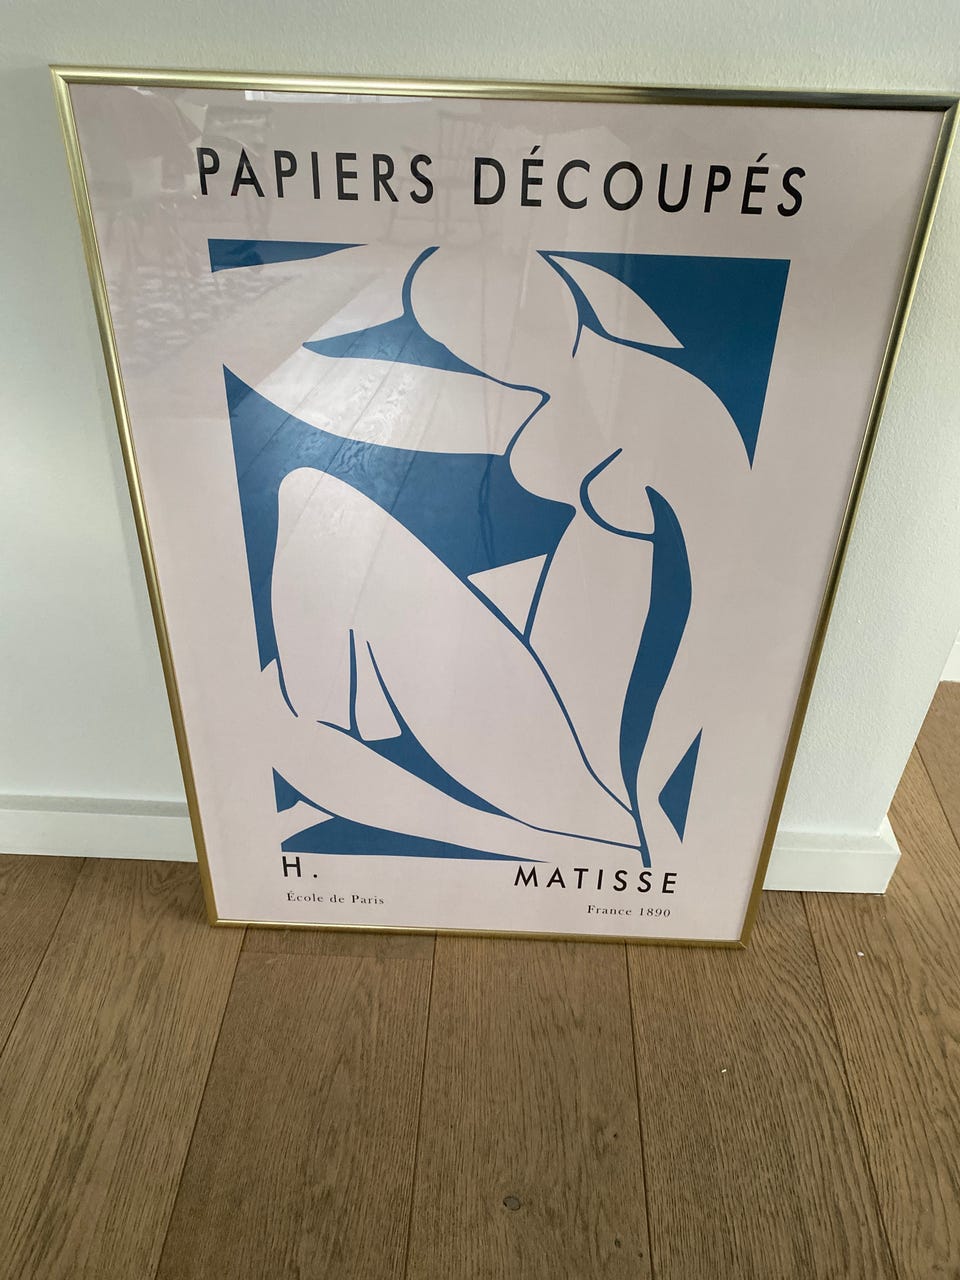 PAPIERS DÉCOUPÉS
H. MATISSE
École de Paris France 1890